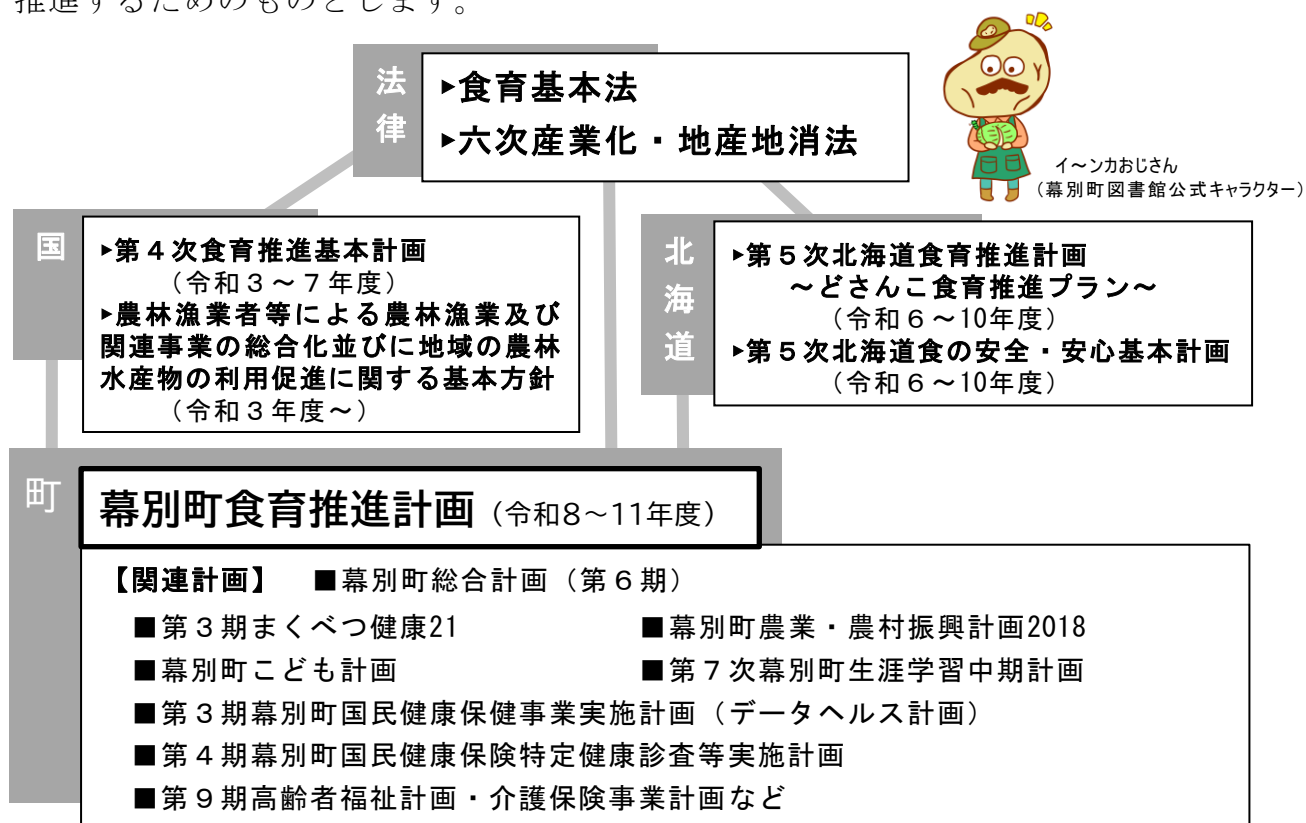 推進するためのものとします。
法律
▶食育基本法
▶六次産業化・地産地消法
イ～ンカおじさん
（幕別町図書館公式キャラクター）
国
▶第４次食育推進基本計画
（令和３～７年度）
▶農林漁業者等による農林漁業及び
関連事業の総合化並びに地域の農林
水産物の利用促進に関する基本方針
（令和３年度～）
北海道
▶第５次北海道食育推進計画
～どさんこ食育推進プラン～
（令和６～10年度）
▶第５次北海道食の安全・安心基本計画
（令和６～10年度）
町
幕別町食育推進計画（令和8～11年度）
【関連計画】　■幕別町総合計画（第６期）
■第３期まくべつ健康21　■幕別町農業・農村振興計画2018
■幕別町こども計画　■第７次幕別町生涯学習中期計画
■第３期幕別町国民健康保健事業実施計画（データヘルス計画）
■第４期幕別町国民健康保険特定健康診査等実施計画
■第９期高齢者福祉計画・介護保険事業計画など